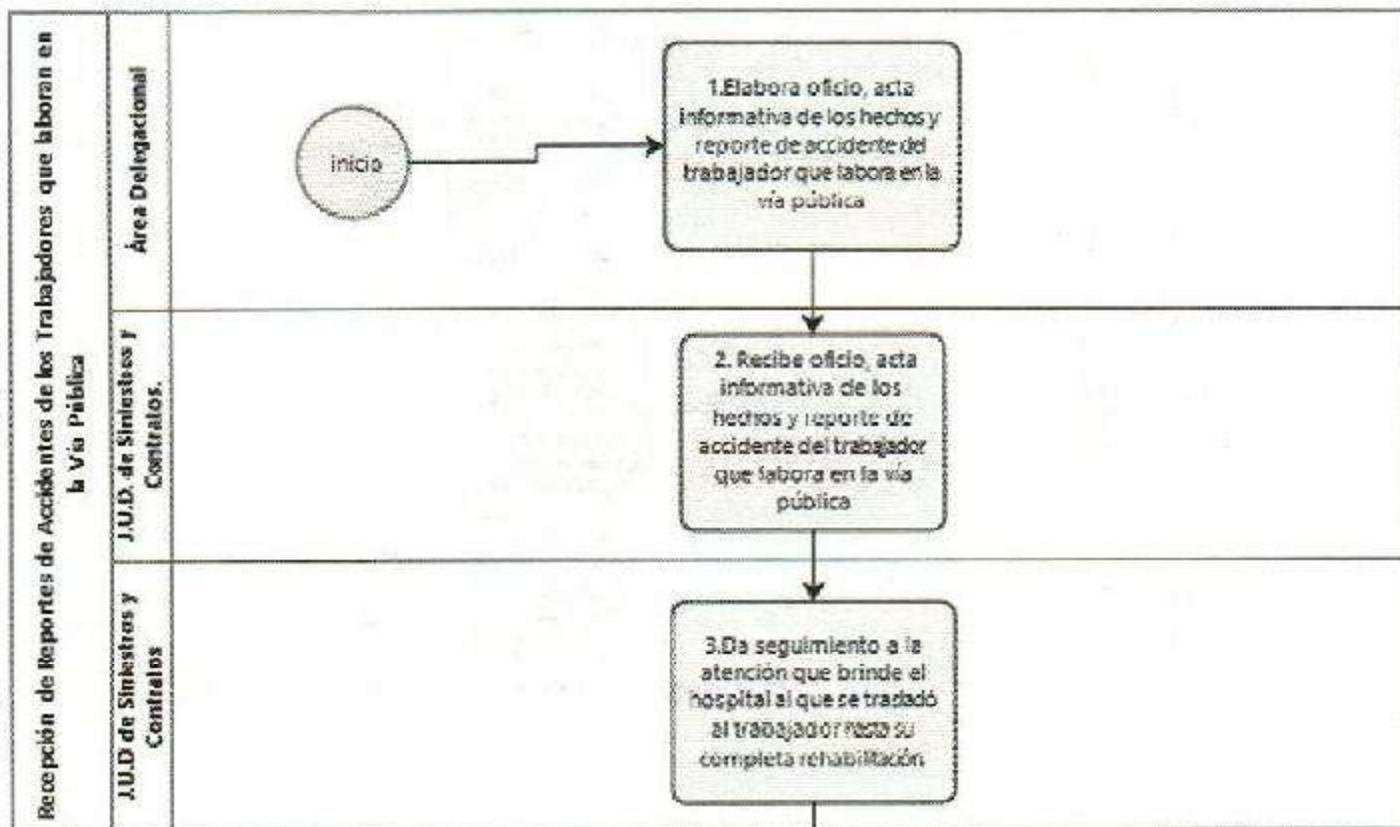 Recepción de Reportes de Accidentes de los Trabajadores que laboran en
la Vía Pública
Área Delegacional
inicio
1.Elabora oficio, acta
informativa de los hechos y
reporte de accidente del
trabajador que labora en la
vía pública
J.U.D. de Siniestros y
Contratos.
2. Recibe oficio, acta
informativa de los
hechos y reporte de
accidente del trabajador
que labora en la vía
pública
J.U.D de Siniestros y
Contratos
3.Da seguimiento a la
atención que brinde el
hospital al que se trasladó
al trabajador hasta su
completa rehabilitación